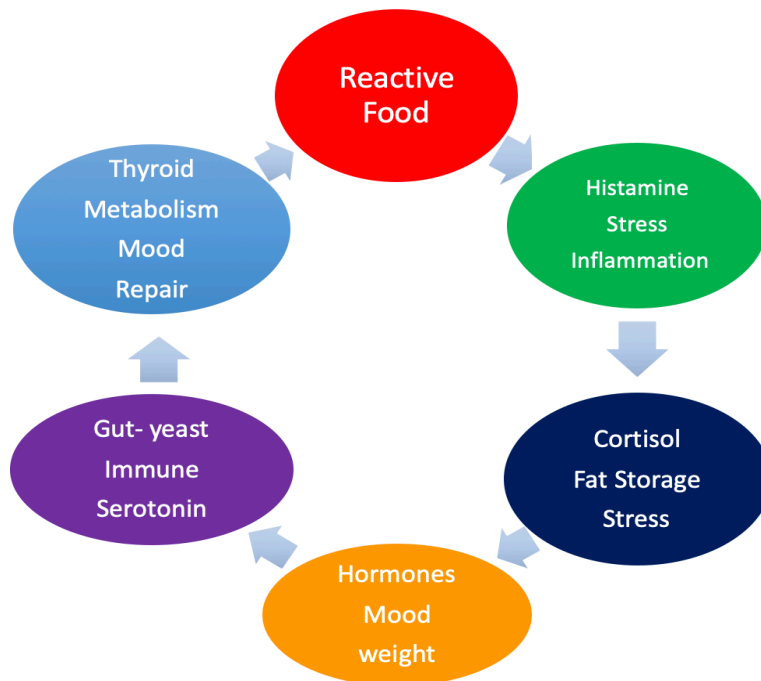 Reactive
Food
Histamine
Stress
Inflammation
Cortisol
Fat Storage
Stress
Hormones
Mood
weight
Gut- yeast
Immune
Serotonin
Thyroid
Metabolism
Mood
Repair